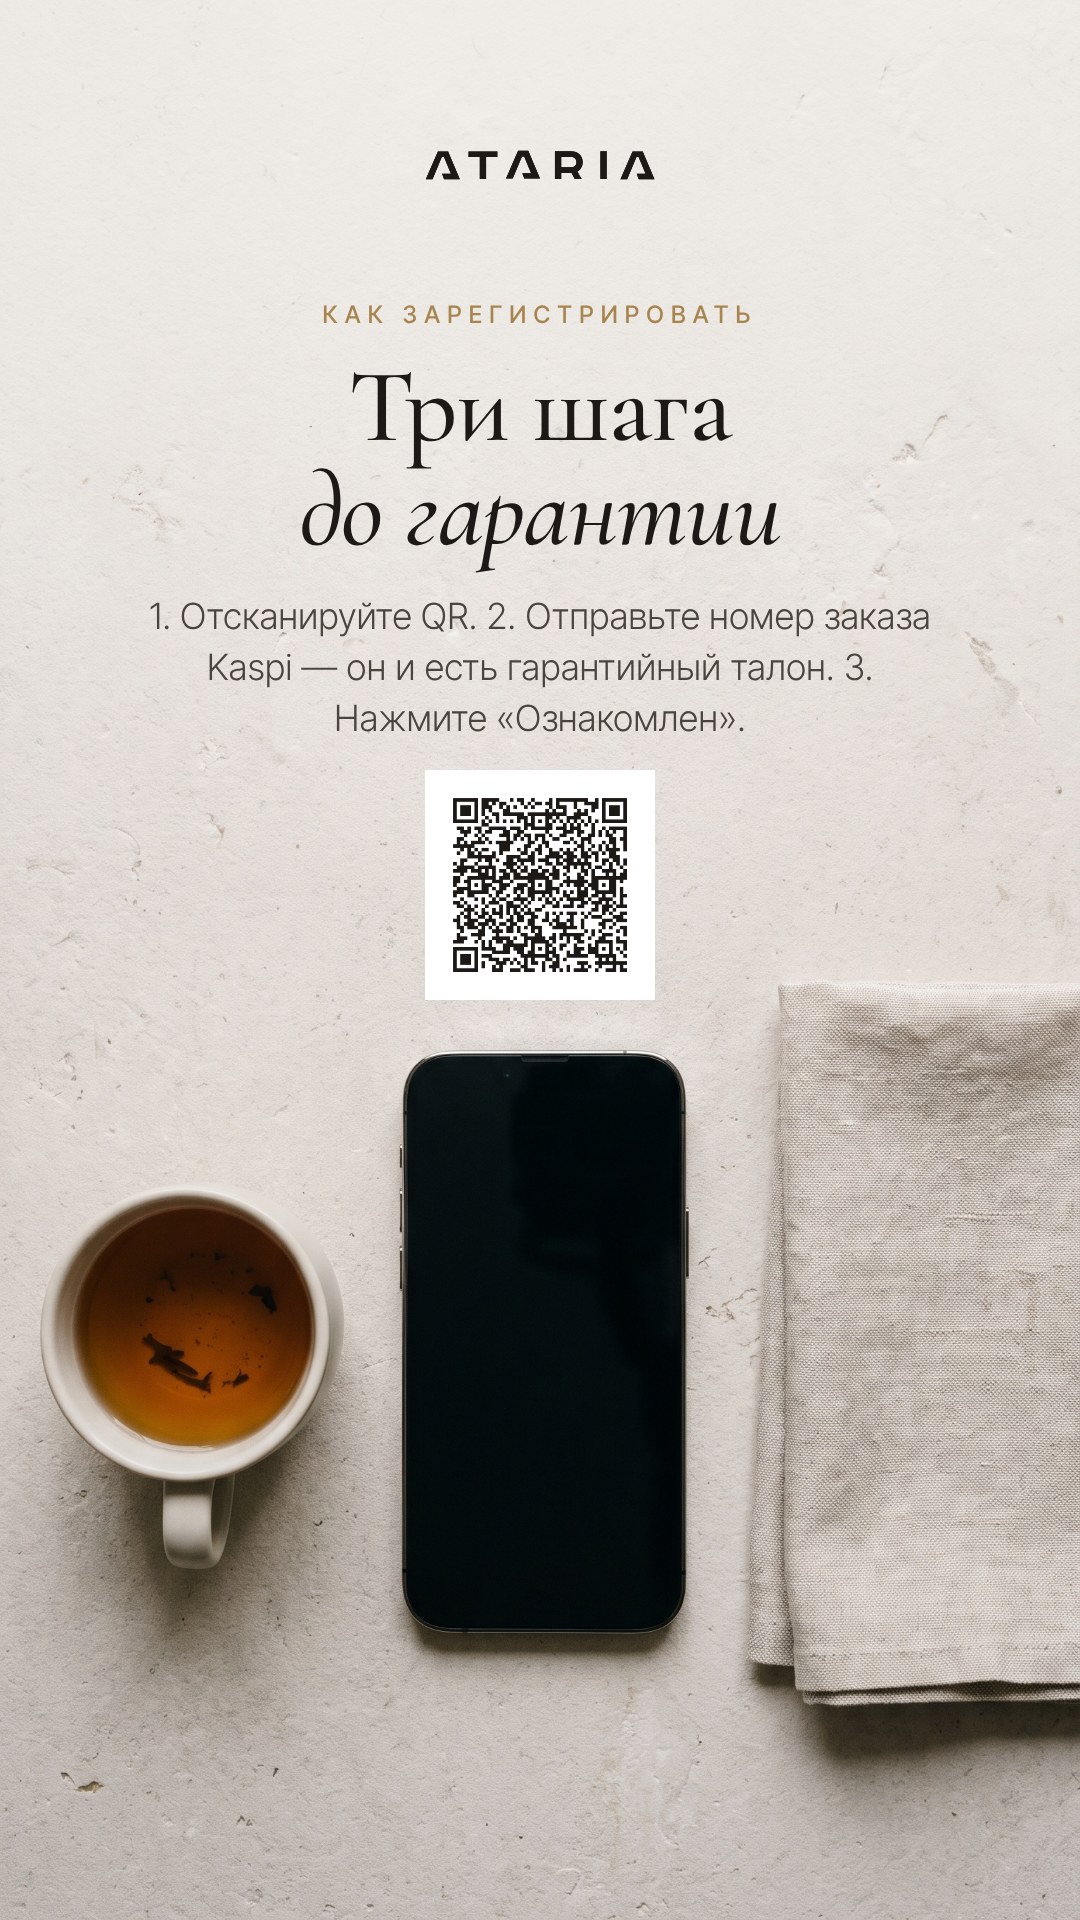 ATARIA
КАК ЗАРЕГИСТРИРОВАТЬ
Три шага
до гарантии
1. Отсканируйте QR. 2. Отправьте номер заказа
Kaspi — он и есть гарантийный талон. 3.
Нажмите «Ознакомлен».